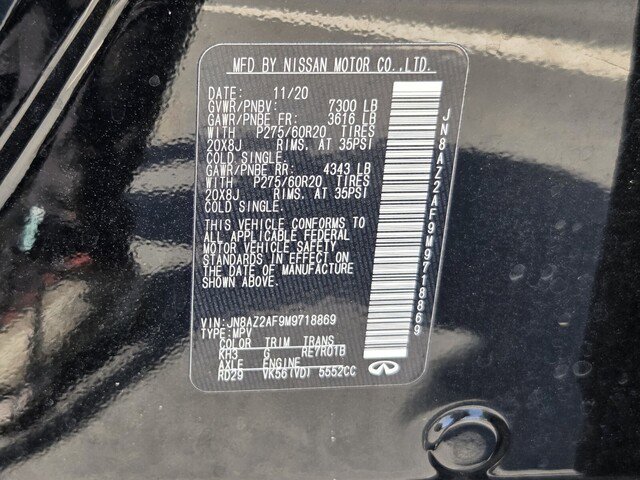 MFD BY NISSAN MOTOR CO.,LTD.
DATE: 11/20
GVWR/PNBV: 7300 LB
GAWR/PNBE FR: 3616 LB
WITH P275/60R20 TIRES
20X8J RIMS. AT 35PSI
COLD SINGLE.
GAWR/PNBE RR: 4343 LB
WITH P275/60R20 TIRES
20X8J RIMS. AT 35PSI
COLD SINGLE.
THIS VEHICLE CONFORMS TO
ALL APPLICABLE FEDERAL
MOTOR VEHICLE SAFETY
STANDARDS IN EFFECT ON
THE DATE OF MANUFACTURE
SHOWN ABOVE.
VIN: JN8AZ2AF9M9718869
TYPE: MPV
COLOR TRIM TRANS
KH3 G RE7R01B
AXLE ENGINE
RD29 VK56(VD) 5552CC
JN8AZ2AF9M9718869